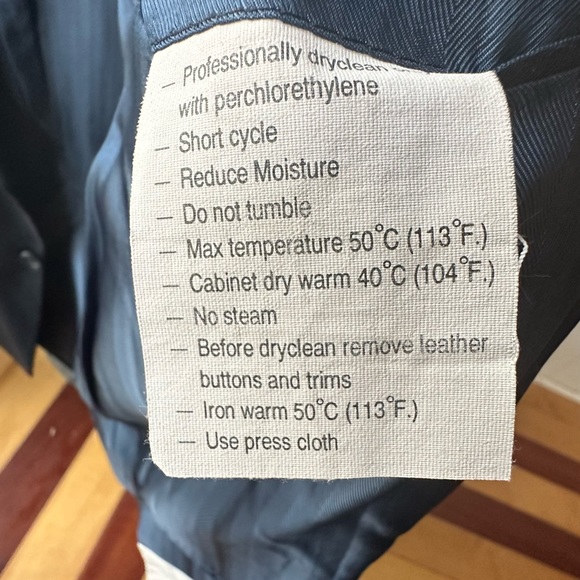 – Professionally dryclean
with perchlorethylene
– Short cycle
– Reduce Moisture
– Do not tumble
– Max temperature 50°C (113°F.)
– Cabinet dry warm 40°C (104°F.)
– No steam
– Before dryclean remove leather
buttons and trims
– Iron warm 50°C (113°F.)
– Use press cloth